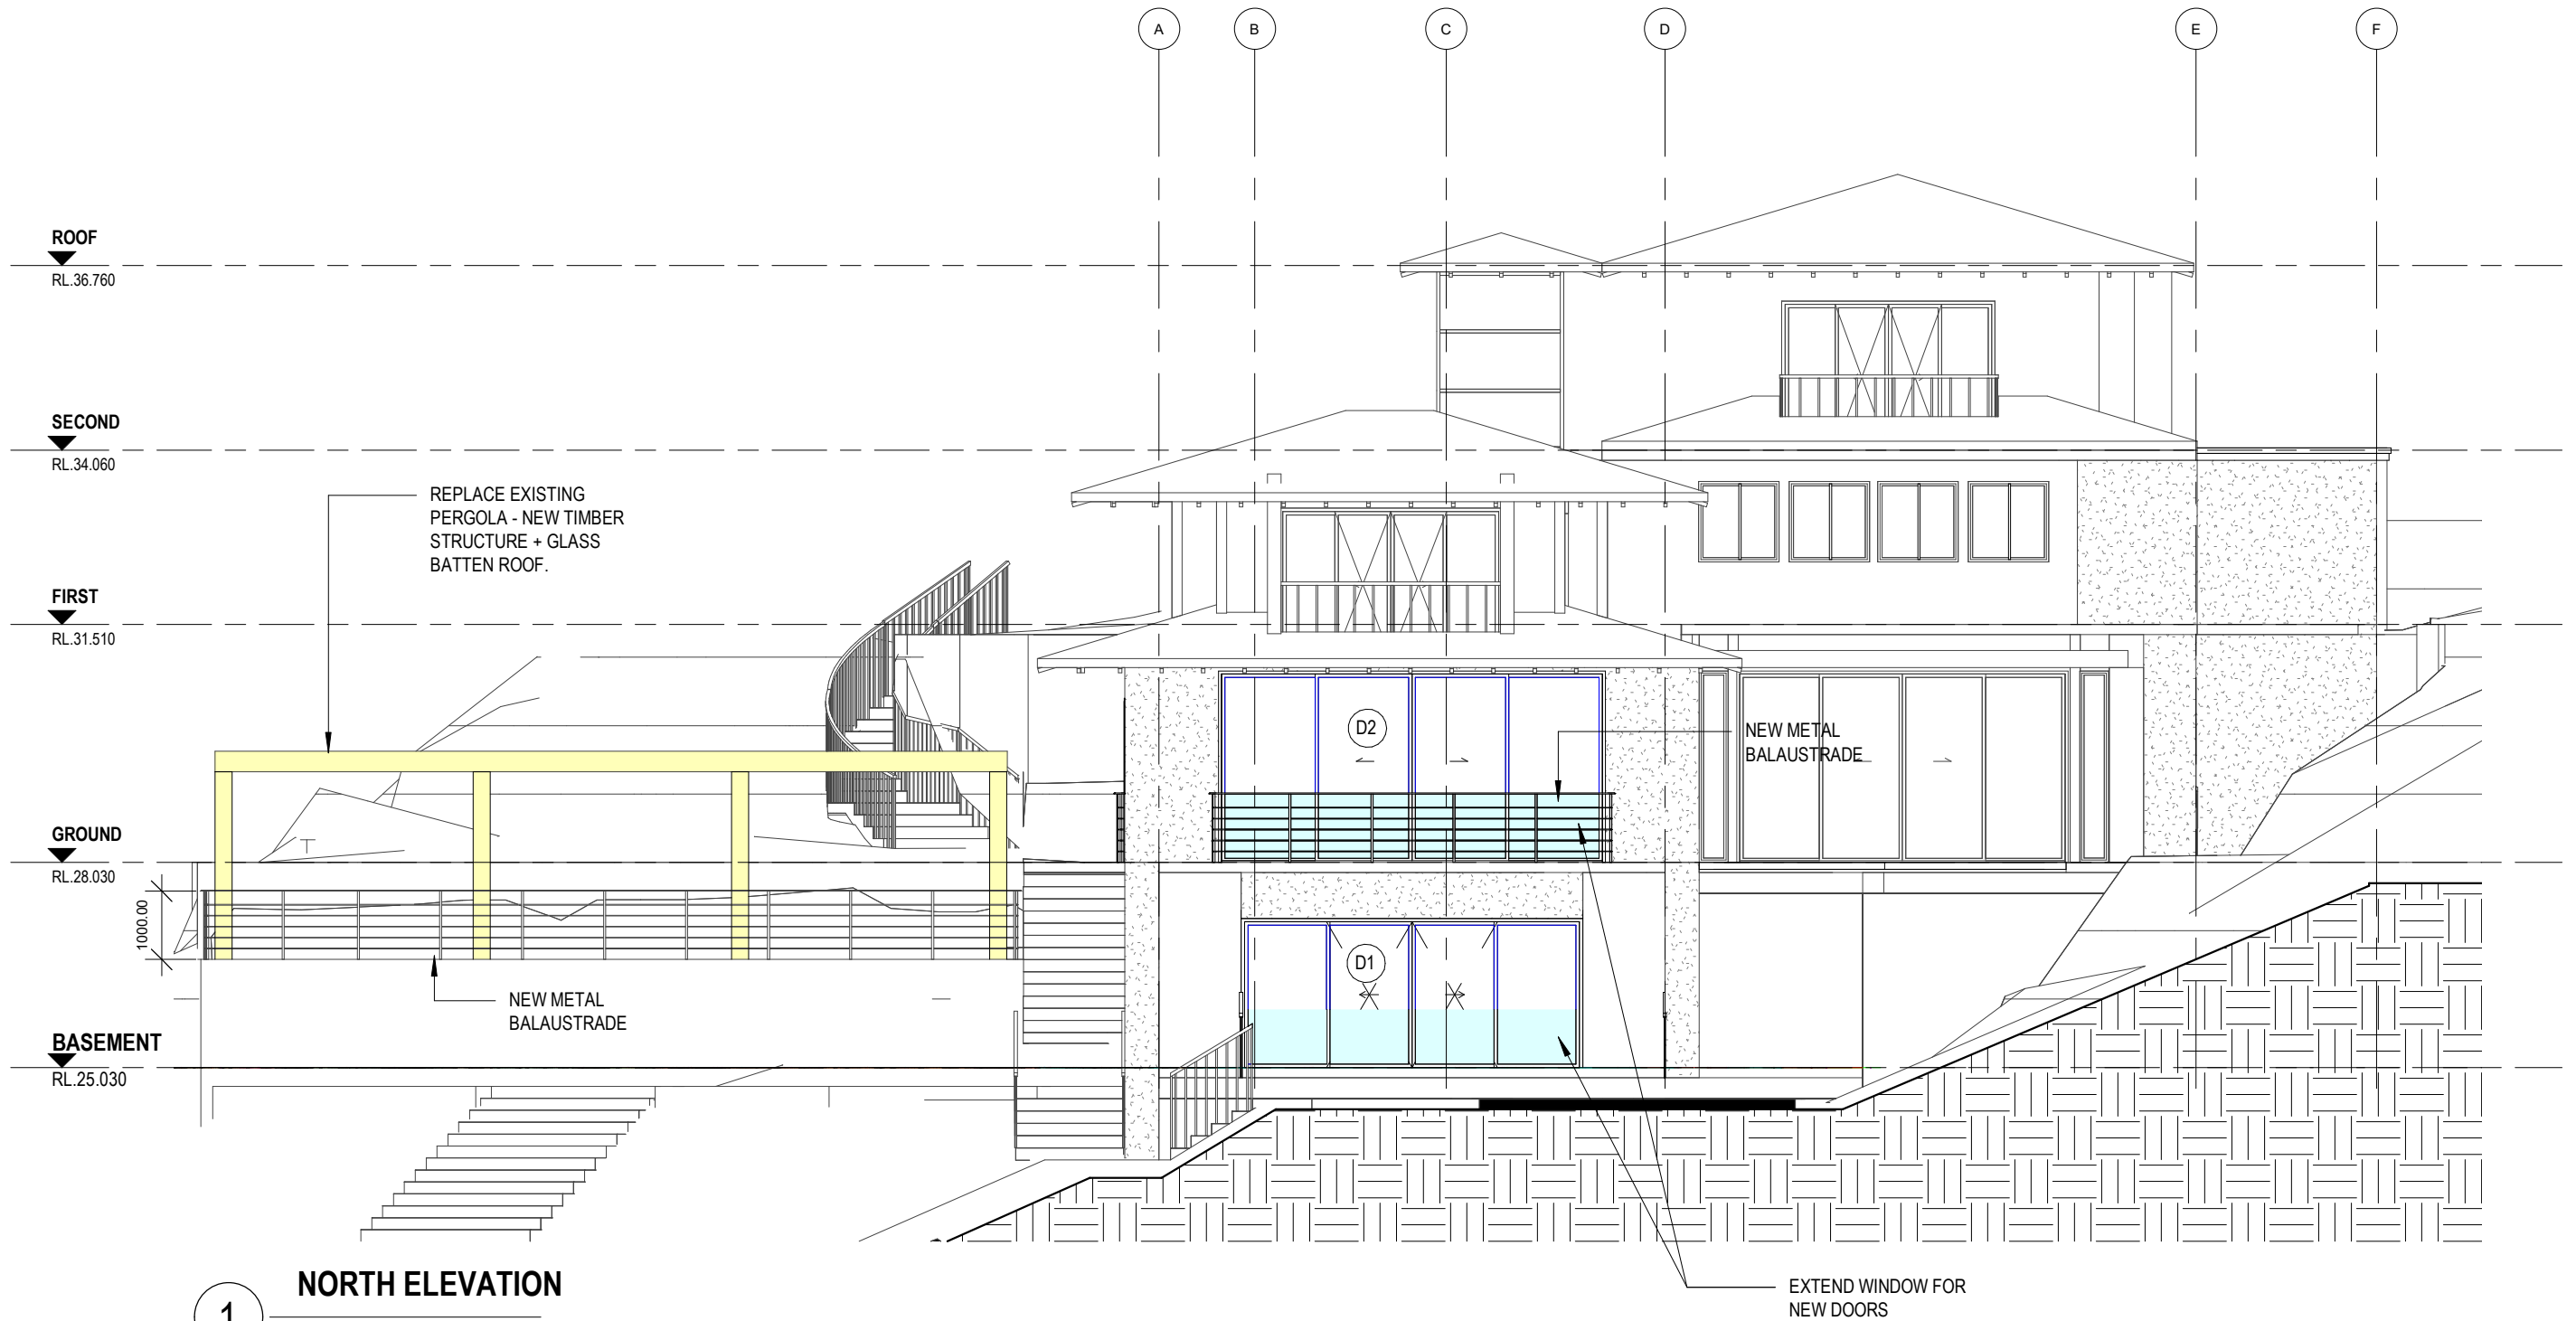 A
B
C
D
E
F
ROOF
RL.36.760
SECOND
RL.34.060
REPLACE EXISTING
PERGOLA - NEW TIMBER
STRUCTURE + GLASS
BATTEN ROOF.
FIRST
RL.31.510
D2
NEW METAL
BALAUSTRADE
GROUND
RL.28.030
1000.00
D1
NEW METAL
BALAUSTRADE
BASEMENT
RL.25.030
NORTH ELEVATION
1
EXTEND WINDOW FOR
NEW DOORS